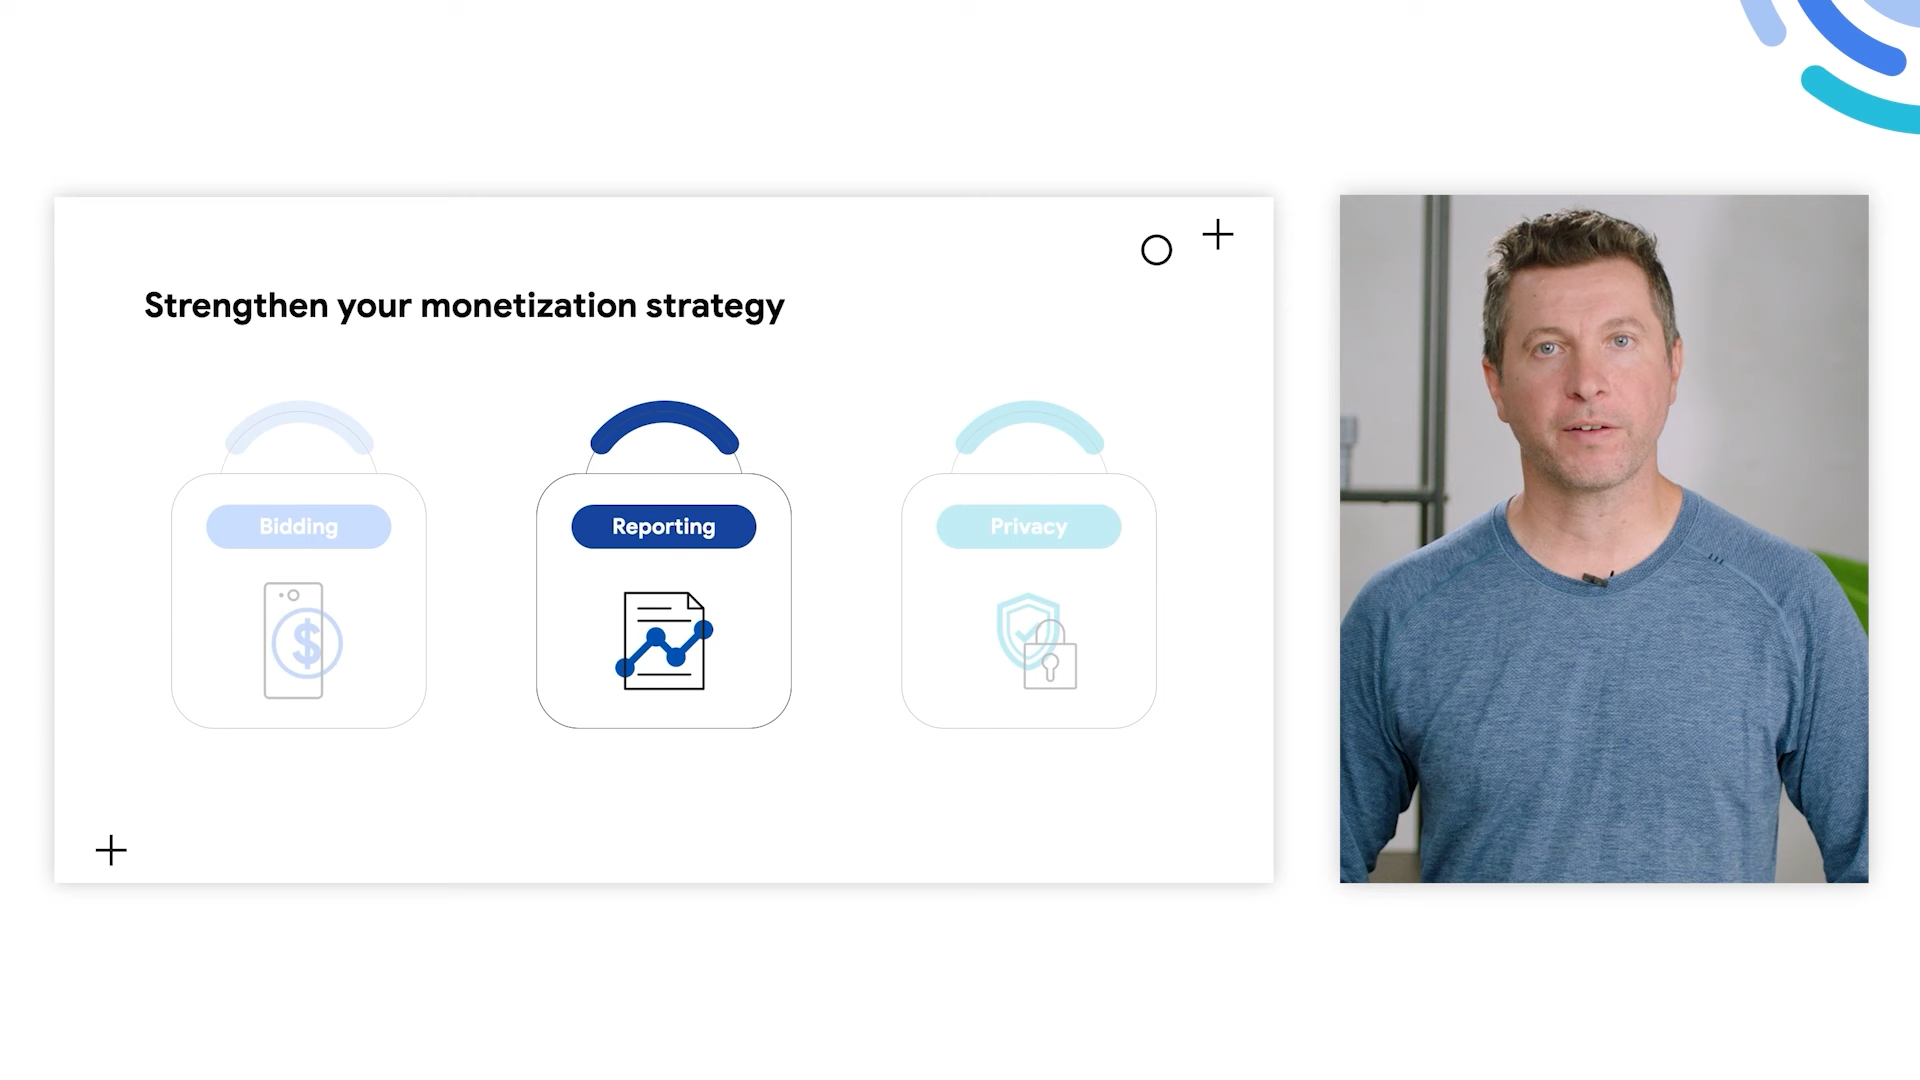 Strengthen your monetization strategy
Bidding
Reporting
Privacy
$